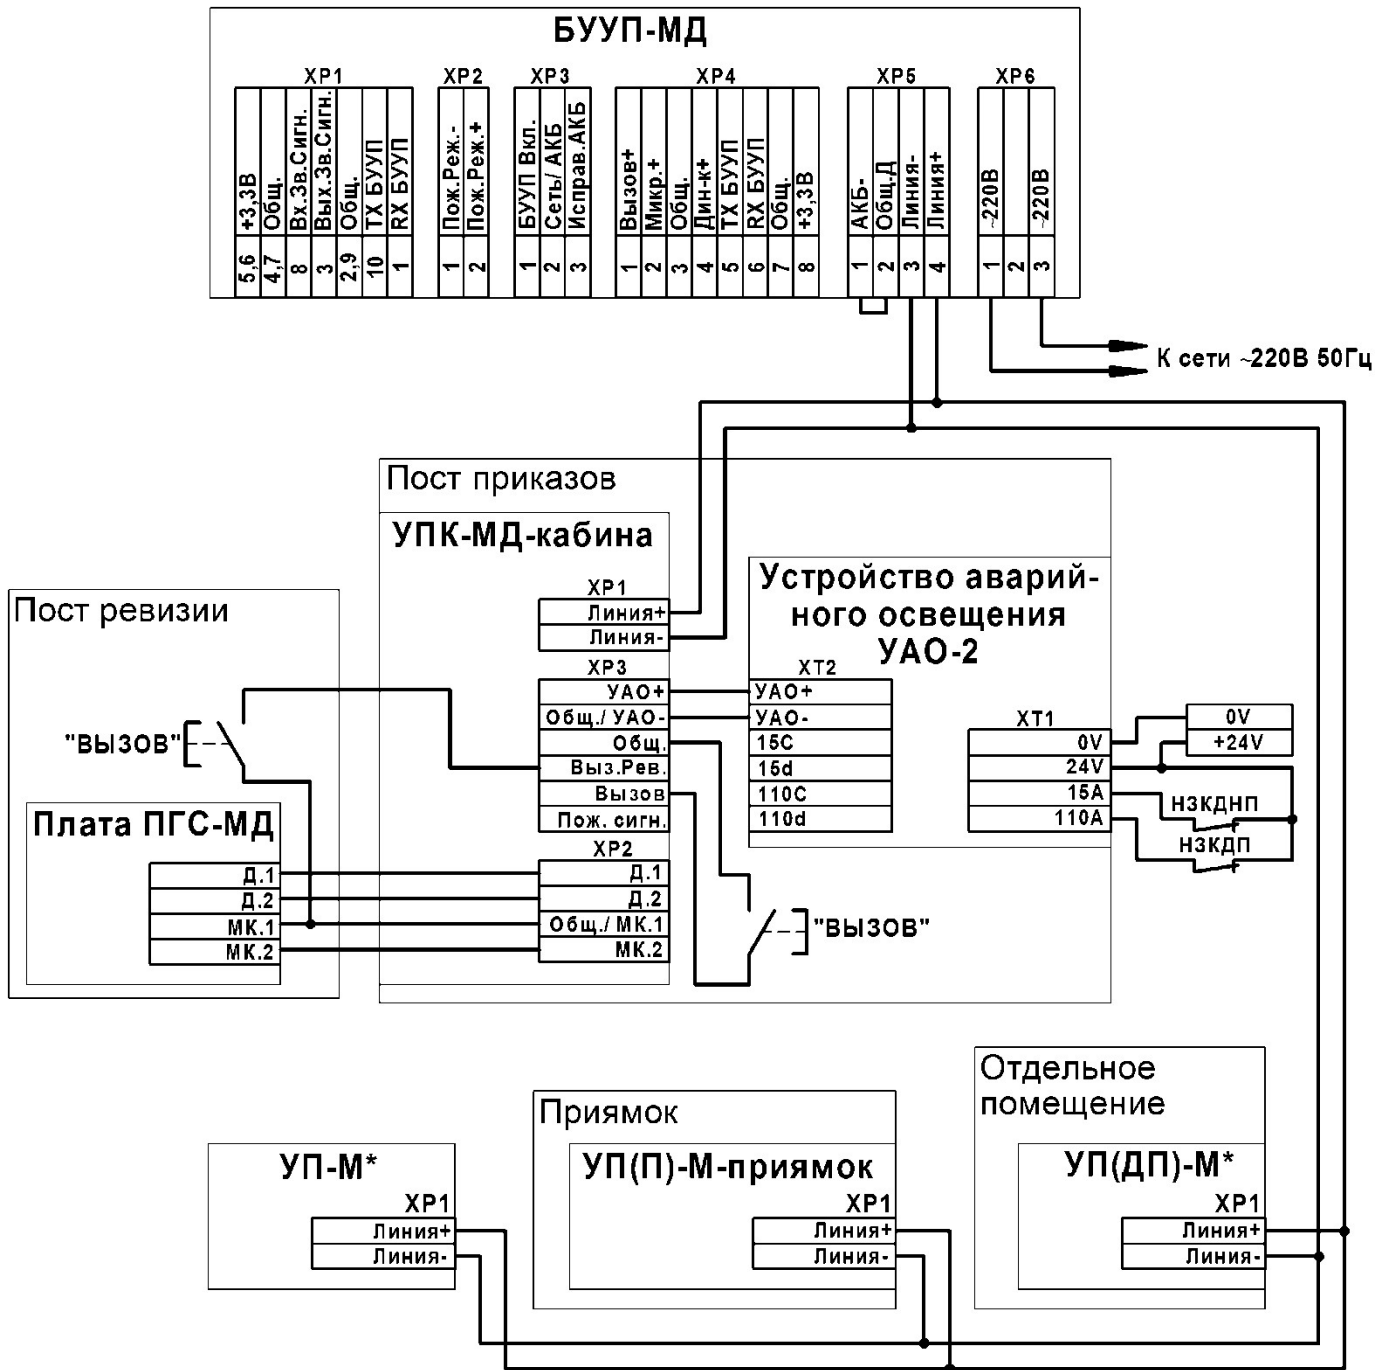 БУУП-МД
XP1
XP2
XP3
XP4
XP5
XP6
5,6 +3,3В
4,7 Общ.
8 Вх.Зв.Сигн.
3 Вых.Зв.Сигн.
2,9 Общ.
10 TX БУУП
1 RX БУУП
1 Пож.Реж.-
2 Пож.Реж.+
1 БУУП Вкл.
2 Сеть/ АКБ
3 Исправ.АКБ
1 Вызов+
2 Микр.+
3 Общ.
4 Дин-к+
5 TX БУУП
6 RX БУУП
7 Общ.
8 +3,3В
1 АКБ-
2 Общ.Д
3 Линия-
4 Линия+
1 ~220В
2
3 ~220В
К сети ~220В 50Гц
Пост приказов
УПК-МД-кабина
XP1
Линия+
Линия-
XP3
УАО+
Общ./ УАО-
Общ.
Выз.Рев.
Вызов
Пож. сигн.
XP2
Д.1
Д.2
Общ./ МК.1
МК.2
Устройство аварий-
ного освещения
УАО-2
XT2
УАО+
УАО-
15C
15d
110C
110d
XT1
0V
24V
15A
110A
0V
+24V
НЗКДНП
НЗКДП
"ВЫЗОВ"
Пост ревизии
"ВЫЗОВ"
Плата ПГС-МД
Д.1
Д.2
МК.1
МК.2
УП-М*
XP1
Линия+
Линия-
Приямок
УП(П)-М-приямок
XP1
Линия+
Линия-
Отдельное
помещение
УП(ДП)-М*
XP1
Линия+
Линия-